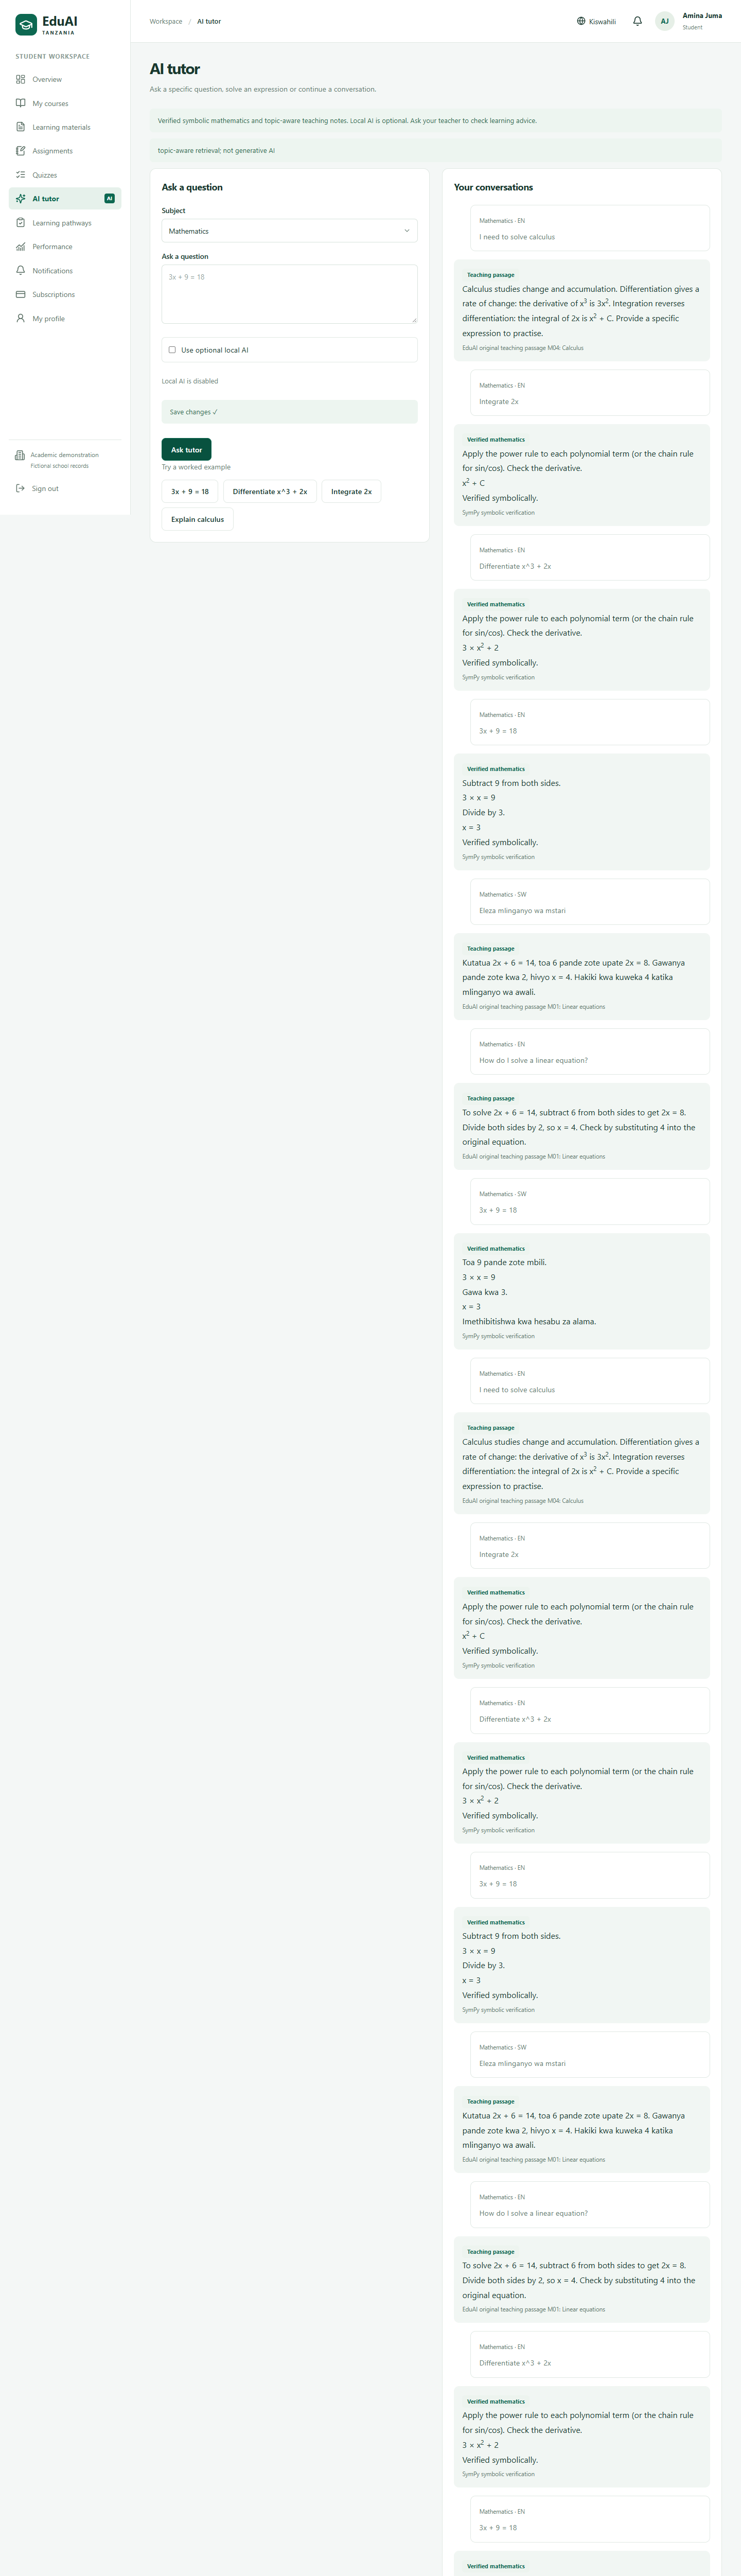 EduAI
TANZANIA
STUDENT WORKSPACE
Overview
My courses
Learning materials
Assignments
Quizzes
AI tutor AI
Learning pathways
Performance
Notifications
Subscriptions
My profile
Academic demonstration
Fictional school records
Sign out
Workspace / AI tutor
Kiswahili
AJ
Amina Juma
Student
AI tutor
Ask a specific question, solve an expression or continue a conversation.
Verified symbolic mathematics and topic-aware teaching notes. Local AI is optional. Ask your teacher to check learning advice.
topic-aware retrieval; not generative AI
Ask a question
Subject
Mathematics
Ask a question
3x + 9 = 18
Use optional local AI
Local AI is disabled
Save changes ✓
Ask tutor
Try a worked example
3x + 9 = 18
Differentiate x^3 + 2x
Integrate 2x
Explain calculus
Your conversations
Mathematics · EN
I need to solve calculus
Teaching passage
Calculus studies change and accumulation. Differentiation gives a
rate of change: the derivative of x³ is 3x². Integration reverses
differentiation: the integral of 2x is x² + C. Provide a specific
expression to practise.
EduAI original teaching passage M04: Calculus
Mathematics · EN
Integrate 2x
Verified mathematics
Apply the power rule to each polynomial term (or the chain rule
for sin/cos). Check the derivative.
x² + C
Verified symbolically.
SymPy symbolic verification
Mathematics · EN
Differentiate x^3 + 2x
Verified mathematics
Apply the power rule to each polynomial term (or the chain rule
for sin/cos). Check the derivative.
3 × x² + 2
Verified symbolically.
SymPy symbolic verification
Mathematics · EN
3x + 9 = 18
Verified mathematics
Subtract 9 from both sides.
3 × x = 9
Divide by 3.
x = 3
Verified symbolically.
SymPy symbolic verification
Mathematics · SW
Eleza mlinganyo wa mstari
Teaching passage
Kutatua 2x + 6 = 14, toa 6 pande zote upate 2x = 8. Gawanya
pande zote kwa 2, hivyo x = 4. Hakiki kwa kuweka 4 katika
mlinganyo wa awali.
EduAI original teaching passage M01: Linear equations
Mathematics · EN
How do I solve a linear equation?
Teaching passage
To solve 2x + 6 = 14, subtract 6 from both sides to get 2x = 8.
Divide both sides by 2, so x = 4. Check by substituting 4 into the
original equation.
EduAI original teaching passage M01: Linear equations
Mathematics · SW
3x + 9 = 18
Verified mathematics
Toa 9 pande zote mbili.
3 × x = 9
Gawa kwa 3.
x = 3
Imethibitishwa kwa hesabu za alama.
SymPy symbolic verification
Mathematics · EN
I need to solve calculus
Teaching passage
Calculus studies change and accumulation. Differentiation gives a
rate of change: the derivative of x³ is 3x². Integration reverses
differentiation: the integral of 2x is x² + C. Provide a specific
expression to practise.
EduAI original teaching passage M04: Calculus
Mathematics · EN
Integrate 2x
Verified mathematics
Apply the power rule to each polynomial term (or the chain rule
for sin/cos). Check the derivative.
x² + C
Verified symbolically.
SymPy symbolic verification
Mathematics · EN
Differentiate x^3 + 2x
Verified mathematics
Apply the power rule to each polynomial term (or the chain rule
for sin/cos). Check the derivative.
3 × x² + 2
Verified symbolically.
SymPy symbolic verification
Mathematics · EN
3x + 9 = 18
Verified mathematics
Subtract 9 from both sides.
3 × x = 9
Divide by 3.
x = 3
Verified symbolically.
SymPy symbolic verification
Mathematics · SW
Eleza mlinganyo wa mstari
Teaching passage
Kutatua 2x + 6 = 14, toa 6 pande zote upate 2x = 8. Gawanya
pande zote kwa 2, hivyo x = 4. Hakiki kwa kuweka 4 katika
mlinganyo wa awali.
EduAI original teaching passage M01: Linear equations
Mathematics · EN
How do I solve a linear equation?
Teaching passage
To solve 2x + 6 = 14, subtract 6 from both sides to get 2x = 8.
Divide both sides by 2, so x = 4. Check by substituting 4 into the
original equation.
EduAI original teaching passage M01: Linear equations
Mathematics · EN
Differentiate x^3 + 2x
Verified mathematics
Apply the power rule to each polynomial term (or the chain rule
for sin/cos). Check the derivative.
3 × x² + 2
Verified symbolically.
SymPy symbolic verification
Mathematics · EN
3x + 9 = 18
Verified mathematics